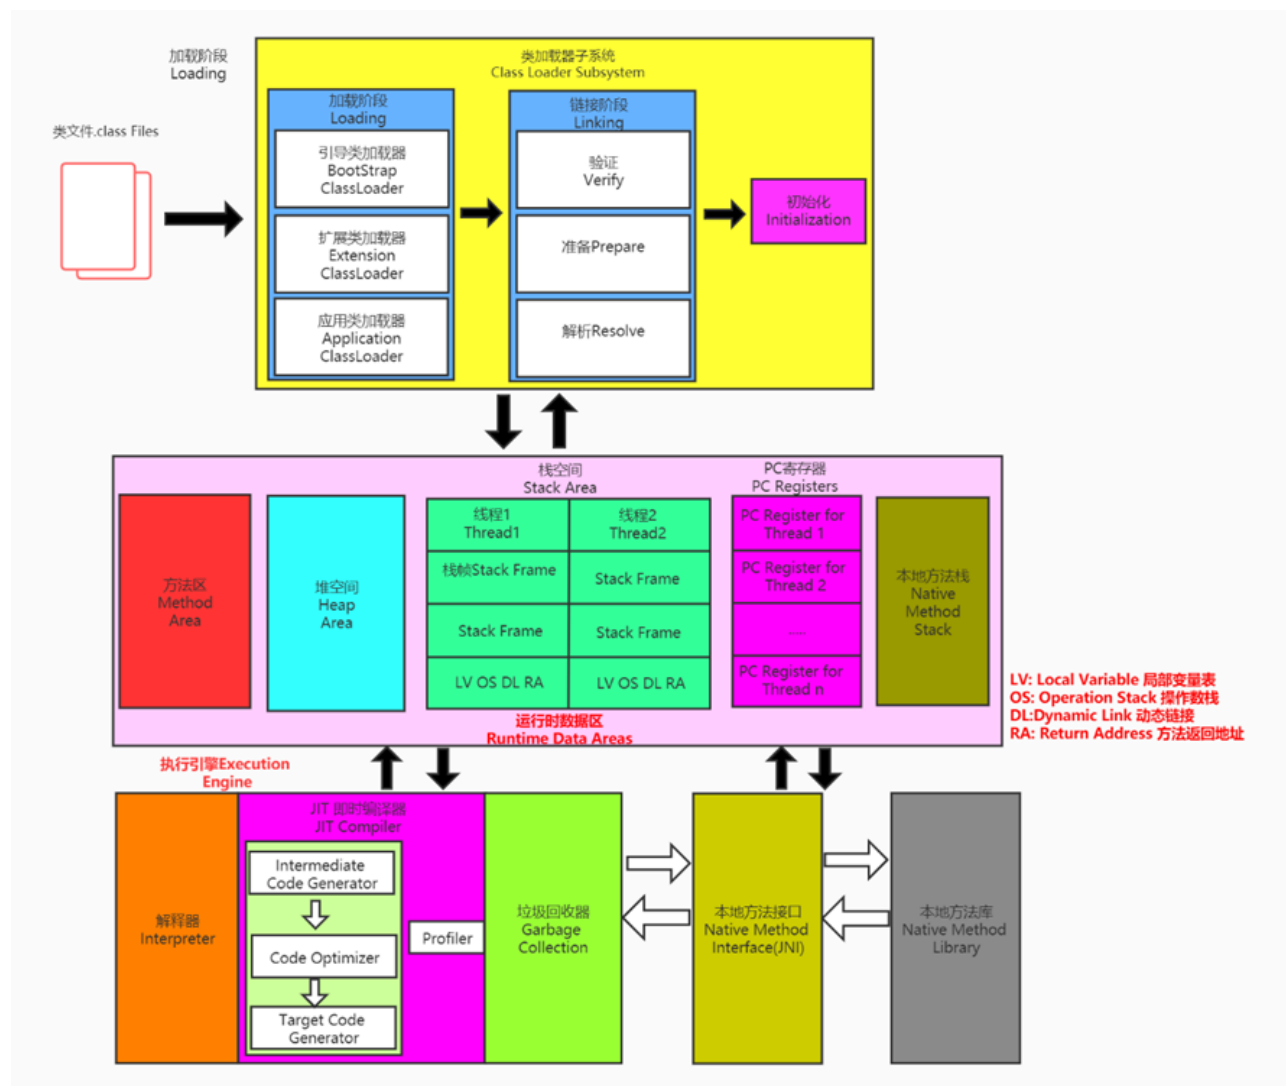 加载阶段
Loading
类文件.class Files
类加载器子系统
Class Loader Subsystem
加载阶段
Loading
引导类加载器
BootStrap
ClassLoader
扩展类加载器
Extension
ClassLoader
应用类加载器
Application
ClassLoader
链接阶段
Linking
验证
Verify
准备Prepare
解析Resolve
初始化
Initialization
方法区
Method
Area
堆空间
Heap
Area
栈空间
Stack Area
线程1
Thread1
线程2
Thread2
栈帧Stack Frame
Stack Frame
Stack Frame
Stack Frame
LV OS DL RA
LV OS DL RA
PC寄存器
PC Registers
PC Register for
Thread 1
PC Register for
Thread 2
.....
PC Register for
Thread n
本地方法栈
Native
Method
Stack
运行时数据区
Runtime Data Areas
LV: Local Variable 局部变量表
OS: Operation Stack 操作数栈
DL:Dynamic Link 动态链接
RA: Return Address 方法返回地址
执行引擎Execution
Engine
解释器
Interpreter
JIT 即时编译器
JIT Compiler
Intermediate
Code Generator
Code Optimizer
Target Code
Generator
Profiler
垃圾回收器
Garbage
Collection
本地方法接口
Native Method
Interface(JNI)
本地方法库
Native Method
Library